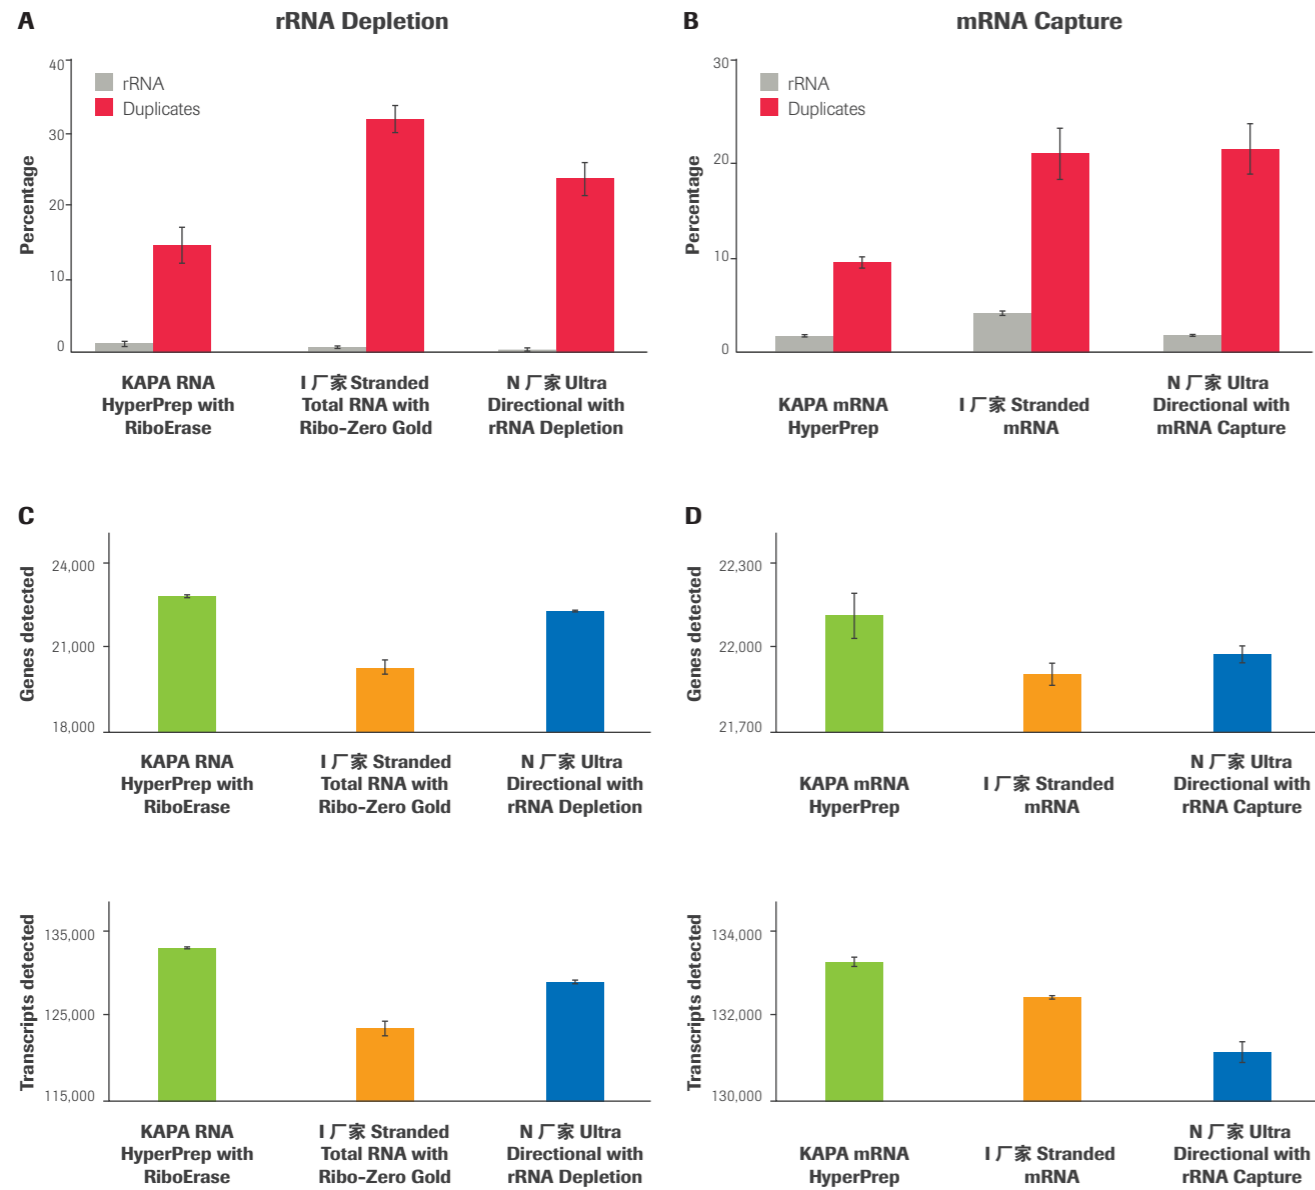 A
rRNA Depletion
40
30
20
10
0
Percentage
rRNA
Duplicates
KAPA RNA
HyperPrep with
RiboErase
I 厂家 Stranded
Total RNA with
Ribo-Zero Gold
N 厂家 Ultra
Directional with
rRNA Depletion
B
mRNA Capture
30
20
10
0
Percentage
rRNA
Duplicates
KAPA mRNA
HyperPrep
I 厂家 Stranded
mRNA
N 厂家 Ultra
Directional with
mRNA Capture
C
24,000
21,000
18,000
Genes detected
KAPA RNA
HyperPrep with
RiboErase
I 厂家 Stranded
Total RNA with
Ribo-Zero Gold
N 厂家 Ultra
Directional with
rRNA Depletion
D
22,300
22,000
21,700
Genes detected
KAPA mRNA
HyperPrep
I 厂家 Stranded
mRNA
N 厂家 Ultra
Directional with
rRNA Capture
135,000
125,000
115,000
Transcripts detected
KAPA RNA
HyperPrep with
RiboErase
I 厂家 Stranded
Total RNA with
Ribo-Zero Gold
N 厂家 Ultra
Directional with
rRNA Depletion
134,000
132,000
130,000
Transcripts detected
KAPA mRNA
HyperPrep
I 厂家 Stranded
mRNA
N 厂家 Ultra
Directional with
rRNA Capture